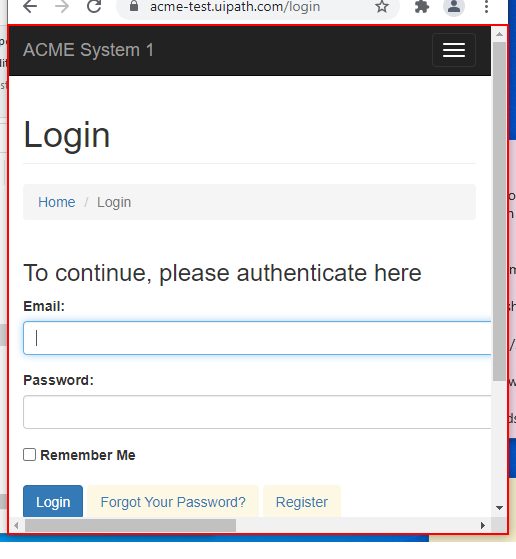 acme-test.uipath.com/login
ACME System 1
Login
Home / Login
To continue, please authenticate here
Email:
Password:
Remember Me
Login Forgot Your Password? Register